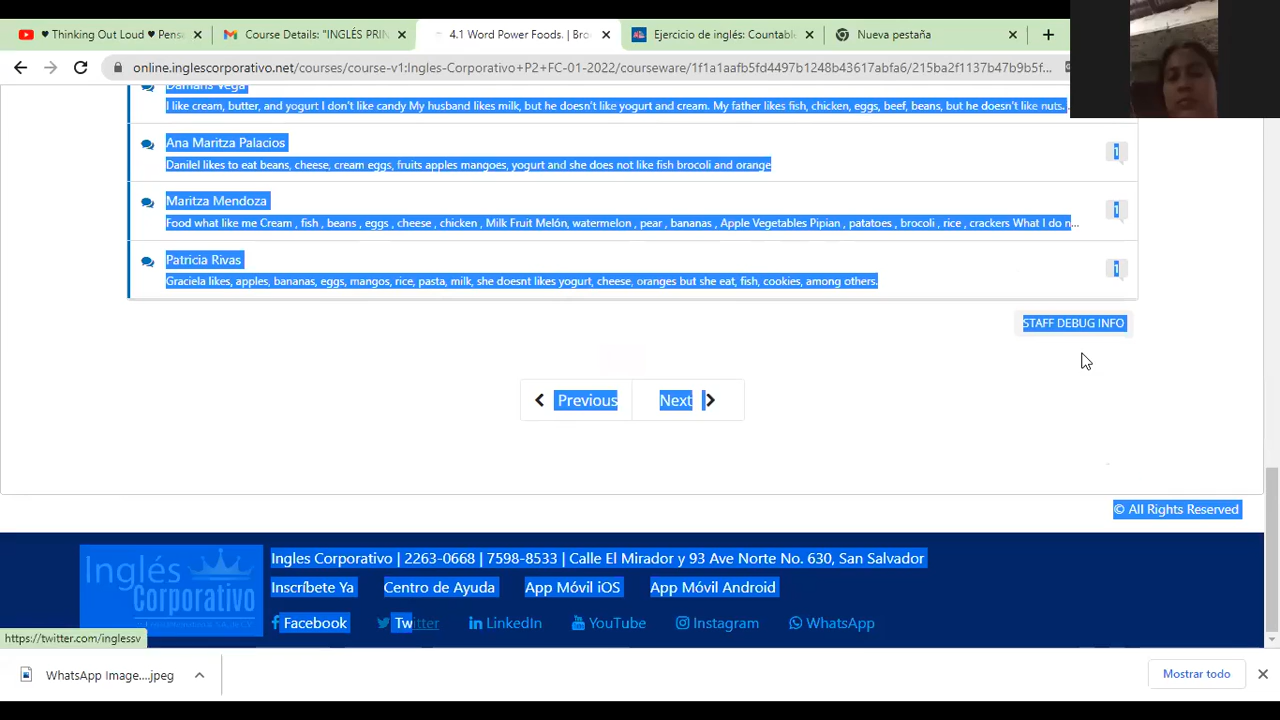 ♥ Thinking Out Loud ♥ Pensa
Course Details: "INGLÉS PRIN
4.1 Word Power Foods. | Bro
Ejercicio de inglés: Countabl
Nueva pestaña
online.inglescorporativo.net/courses/course-v1:Ingles-Corporativo+P2+FC-01-2022/courseware/1f1a1aafb5fd4497b1248b43617abfa6/215ba2f1137b47b9b5f...
Damaris Vega
I like cream, butter, and yogurt I don't like candy My husband likes milk, but he doesn't like yogurt and cream. My father likes fish, chicken, eggs, beef, beans, but he doesn't like nuts.
Ana Maritza Palacios
1
Danilel likes to eat beans, cheese, cream eggs, fruits apples mangoes, yogurt and she does not like fish brocoli and orange
Maritza Mendoza
1
Food what like me Cream , fish , beans , eggs , cheese , chicken , Milk Fruit Melón, watermelon , pear , bananas , Apple Vegetables Pipian , patatoes , brocoli , rice , crackers What I do n...
Patricia Rivas
1
Graciela likes, apples, bananas, eggs, mangos, rice, pasta, milk, she doesnt likes yogurt, cheese, oranges but she eat, fish, cookies, among others.
STAFF DEBUG INFO
Previous
Next
© All Rights Reserved
Inglés Corporativo
Ingles Corporativo | 2263-0668 | 7598-8533 | Calle El Mirador y 93 Ave Norte No. 630, San Salvador
Inscríbete Ya Centro de Ayuda App Móvil iOS App Móvil Android
Facebook Twitter LinkedIn YouTube Instagram WhatsApp
https://twitter.com/inglessv
WhatsApp Image....jpeg
Mostrar todo